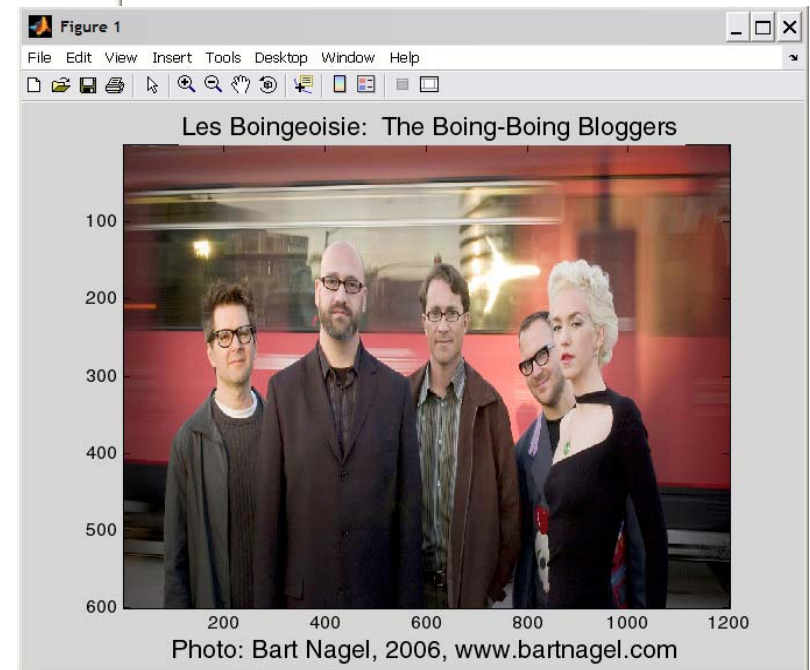 Figure 1
File Edit View Insert Tools Desktop Window Help
Les Boingeoisie: The Boing-Boing Bloggers
100
200
300
400
500
600
200 400 600 800 1000 1200
Photo: Bart Nagel, 2006, www.bartnagel.com